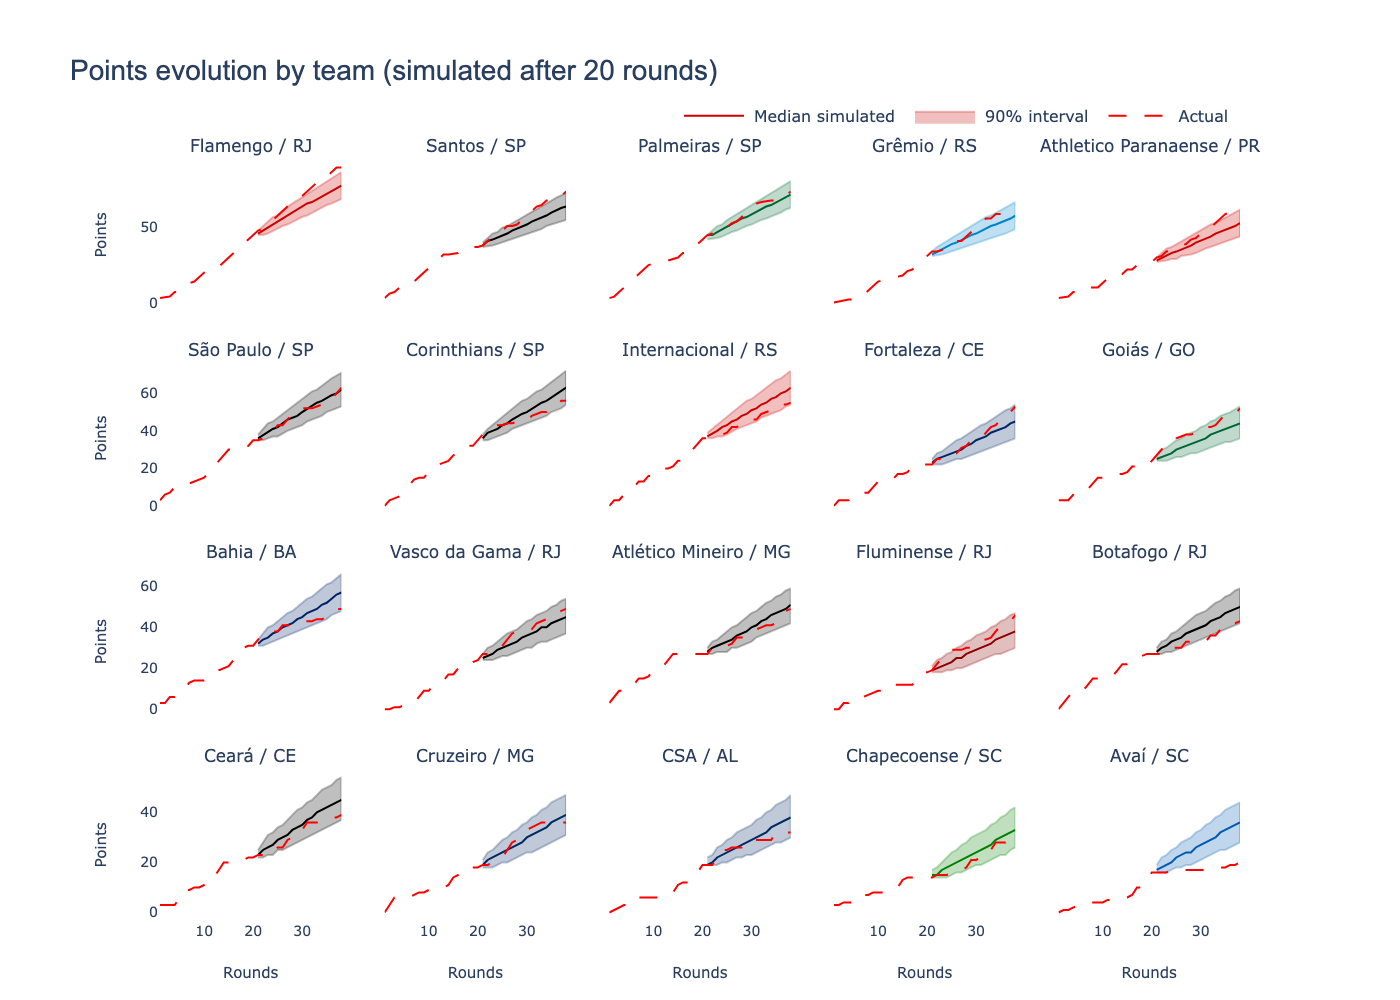 Points evolution by team (simulated after 20 rounds)
Median simulated 90% interval Actual
Flamengo / RJ Santos / SP Palmeiras / SP Grêmio / RS Athletico Paranaense / PR
Points
50
0
São Paulo / SP Corinthians / SP Internacional / RS Fortaleza / CE Goiás / GO
Points
60
40
20
0
Bahia / BA Vasco da Gama / RJ Atlético Mineiro / MG Fluminense / RJ Botafogo / RJ
Points
60
40
20
0
Ceará / CE Cruzeiro / MG CSA / AL Chapecoense / SC Avaí / SC
Points
40
20
0
10 20 30 10 20 30 10 20 30 10 20 30 10 20 30
Rounds Rounds Rounds Rounds Rounds